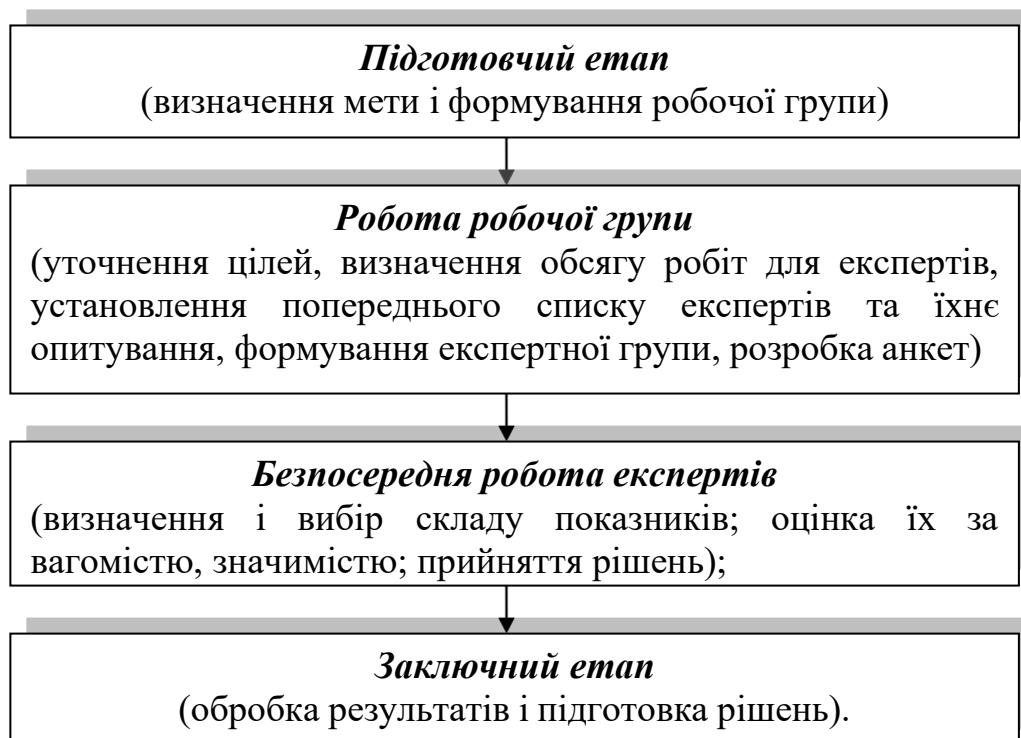 Підготовчий етап
(визначення мети і формування робочої групи)
Робота робочої групи
(уточнення цілей, визначення обсягу робіт для експертів,
установлення попереднього списку експертів та їхнє
опитування, формування експертної групи, розробка анкет)
Безпосередня робота експертів
(визначення і вибір складу показників; оцінка їх за
вагомістю, значимістю; прийняття рішень);
Заключний етап
(обробка результатів і підготовка рішень).